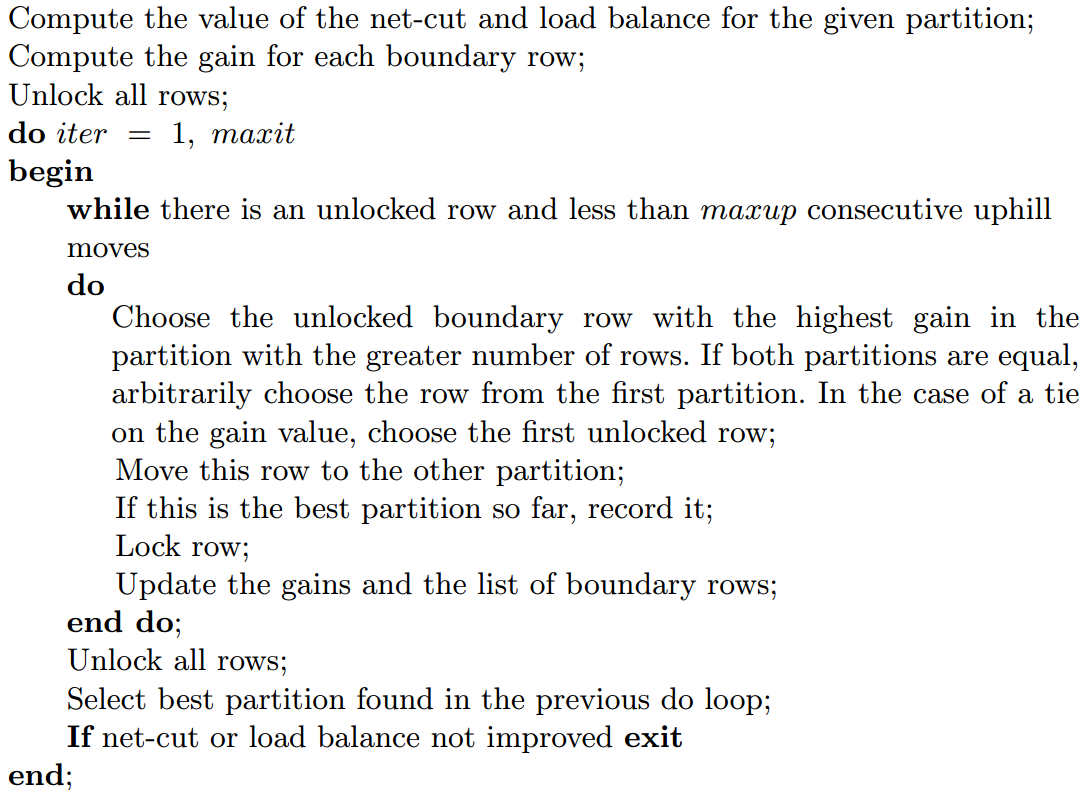 Compute the value of the net-cut and load balance for the given partition;
Compute the gain for each boundary row;
Unlock all rows;
do iter = 1, maxit
begin
while there is an unlocked row and less than maxup consecutive uphill
moves
do
Choose the unlocked boundary row with the highest gain in the
partition with the greater number of rows. If both partitions are equal,
arbitrarily choose the row from the first partition. In the case of a tie
on the gain value, choose the first unlocked row;
Move this row to the other partition;
If this is the best partition so far, record it;
Lock row;
Update the gains and the list of boundary rows;
end do;
Unlock all rows;
Select best partition found in the previous do loop;
If net-cut or load balance not improved exit
end;